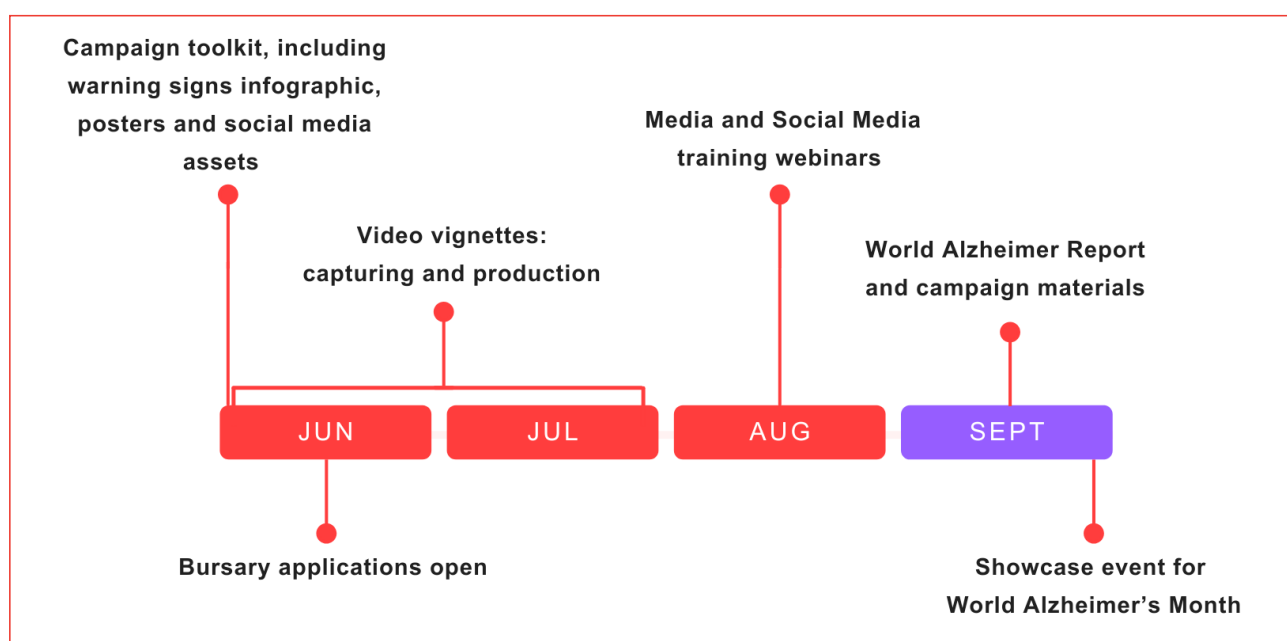 Campaign toolkit, including
warning signs infographic,
posters and social media
assets
Media and Social Media
training webinars
Video vignettes:
capturing and production
World Alzheimer Report
and campaign materials
JUN
JUL
AUG
SEPT
Bursary applications open
Showcase event for
World Alzheimer’s Month